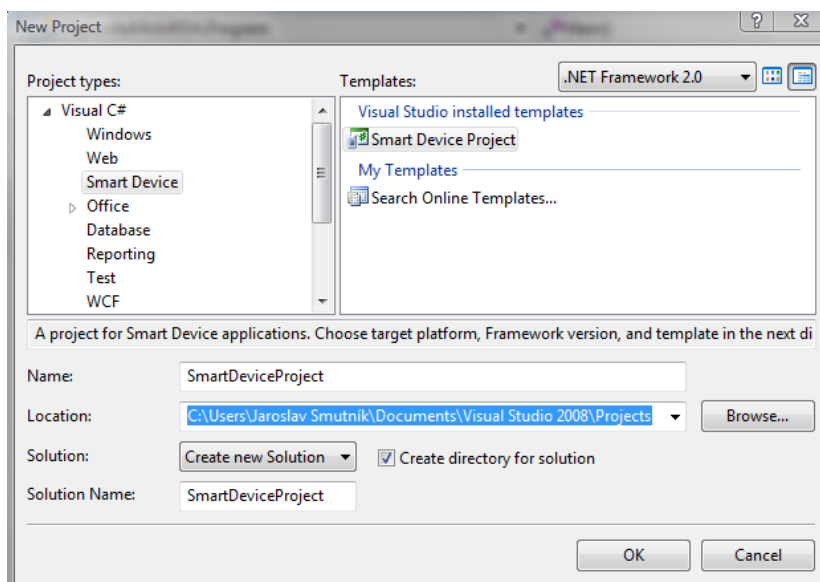 New Project
Project types:
Templates:
.NET Framework 2.0
Visual C#
Windows
Web
Smart Device
Office
Database
Reporting
Test
WCF
Visual Studio installed templates
Smart Device Project
My Templates
Search Online Templates...
A project for Smart Device applications. Choose target platform, Framework version, and template in the next di
Name:
SmartDeviceProject
Location:
C:\Users\Jaroslav Smutník\Documents\Visual Studio 2008\Projects
Browse...
Solution:
Create new Solution
Create directory for solution
Solution Name:
SmartDeviceProject
OK
Cancel